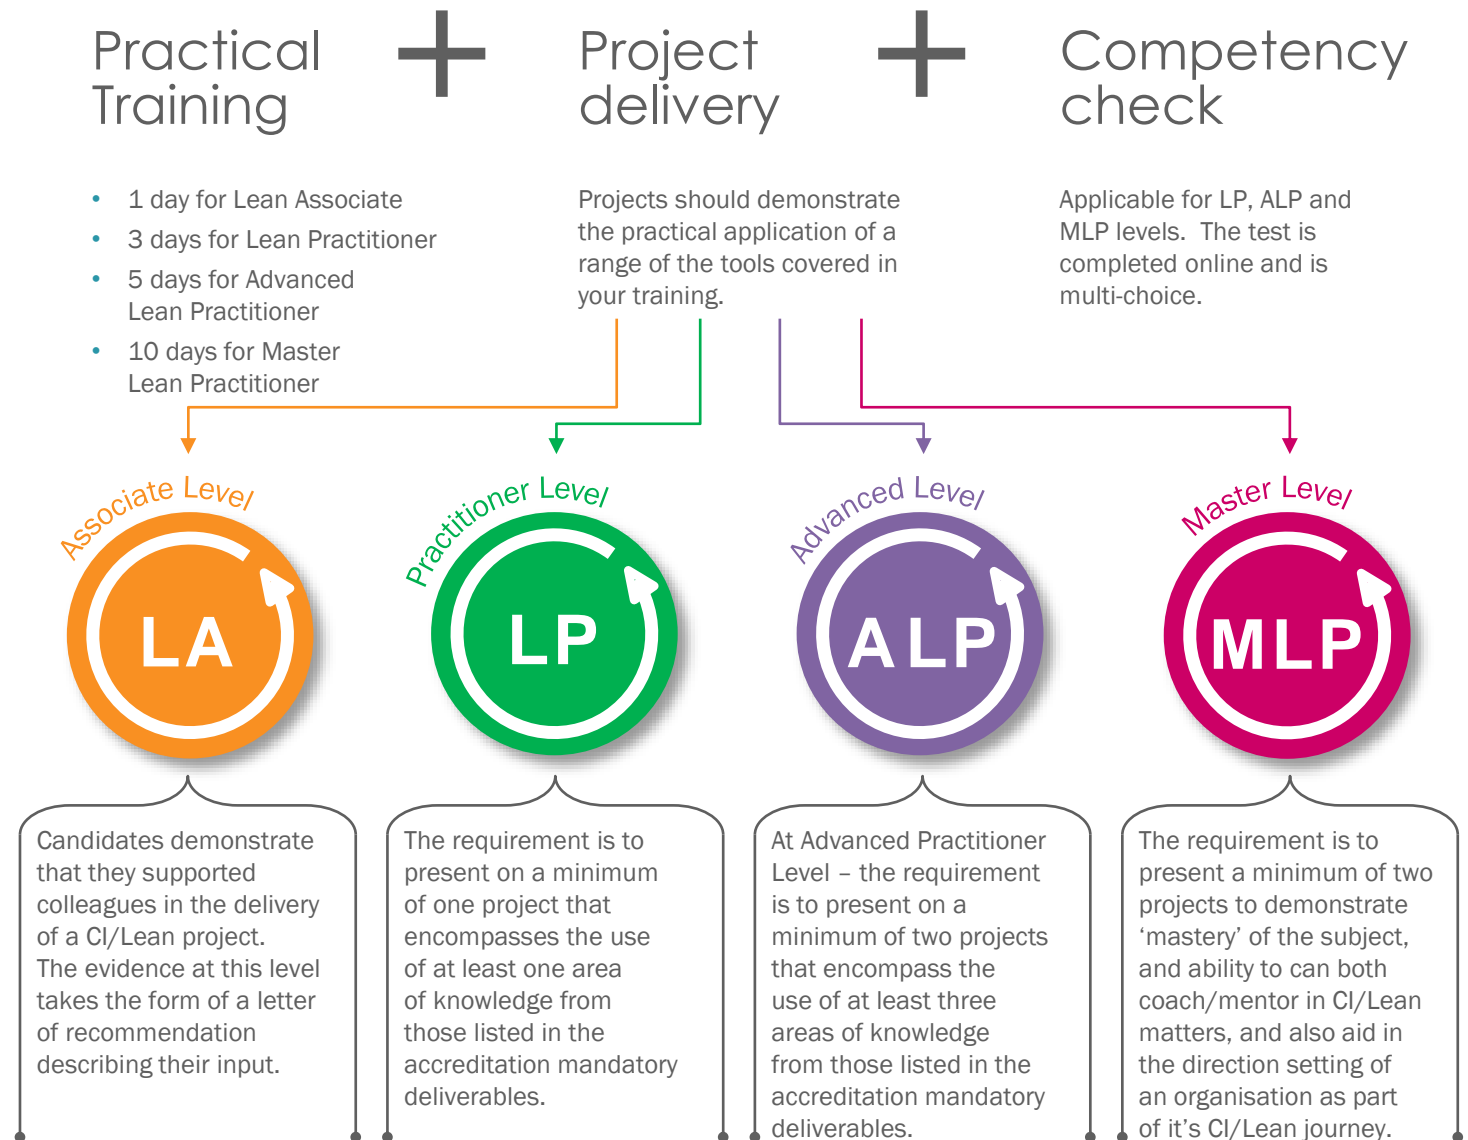 Practical
Training
+
Project
delivery
+
Competency
check
• 1 day for Lean Associate
• 3 days for Lean Practitioner
• 5 days for Advanced
Lean Practitioner
• 10 days for Master
Lean Practitioner
Projects should demonstrate
the practical application of a
range of the tools covered in
your training.
Applicable for LP, ALP and
MLP levels.  The test is
completed online and is
multi-choice.
Associate Level
LA
Practitioner Level
LP
Advanced Level
ALP
Master Level
MLP
Candidates demonstrate
that they supported
colleagues in the delivery
of a CI/Lean project.
The evidence at this level
takes the form of a letter
of recommendation
describing their input.
The requirement is to
present on a minimum
of one project that
encompasses the use
of at least one area
of knowledge from
those listed in the
accreditation mandatory
deliverables.
At Advanced Practitioner
Level – the requirement
is to present on a
minimum of two projects
that encompass the
use of at least three
areas of knowledge
from those listed in the
accreditation mandatory
deliverables.
The requirement is to
present a minimum of two
projects to demonstrate
‘mastery’ of the subject,
and ability to can both
coach/mentor in CI/Lean
matters, and also aid in
the direction setting of
an organisation as part
of it's CI/Lean journey.